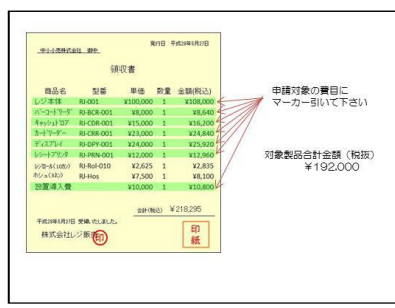 発行日 平成28年5月27日
中小小売株式会社 御中
領収書
商品名 型番 単価 数量 金額(税込)
レジ本体 RJ-001 ¥100,000 1 ¥108,000
バーコードリーダ RJ-BCR-001 ¥8,000 1 ¥8,640
キャッシュドロア RJ-CDR-001 ¥15,000 1 ¥16,200
カードリーダー RJ-CRR-001 ¥23,000 1 ¥24,840
ディスプレイ RJ-DPY-001 ¥24,000 1 ¥25,920
レシートプリンタ RJ-PRN-001 ¥12,000 1 ¥12,960
RJ-Rol-010 ¥2,625 1 ¥2,835
RJ-Hos ¥7,500 1 ¥8,100
設置導入費 ¥10,000 1 ¥10,800
合計(税込) ¥218,295
平成28年5月27日 受領いたしました。
株式会社レジ販売 印
印紙
申請対象の費目に
マーカー引いて下さい
対象製品合計金額（税抜）
¥192.000